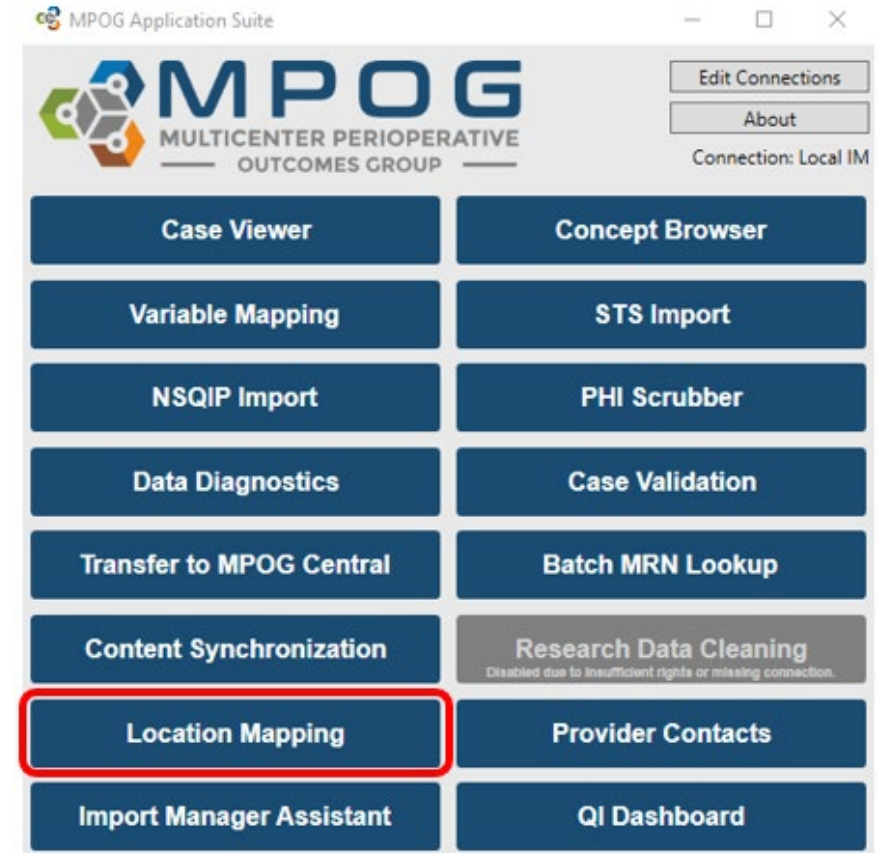 MPOG Application Suite
MPOG
MULTICENTER PERIOPERATIVE
OUTCOMES GROUP
Edit Connections
About
Connection: Local IM
Case Viewer
Concept Browser
Variable Mapping
STS Import
NSQIP Import
PHI Scrubber
Data Diagnostics
Case Validation
Transfer to MPOG Central
Batch MRN Lookup
Content Synchronization
Research Data Cleaning
Disabled due to insufficient rights or missing connection.
Location Mapping
Provider Contacts
Import Manager Assistant
QI Dashboard